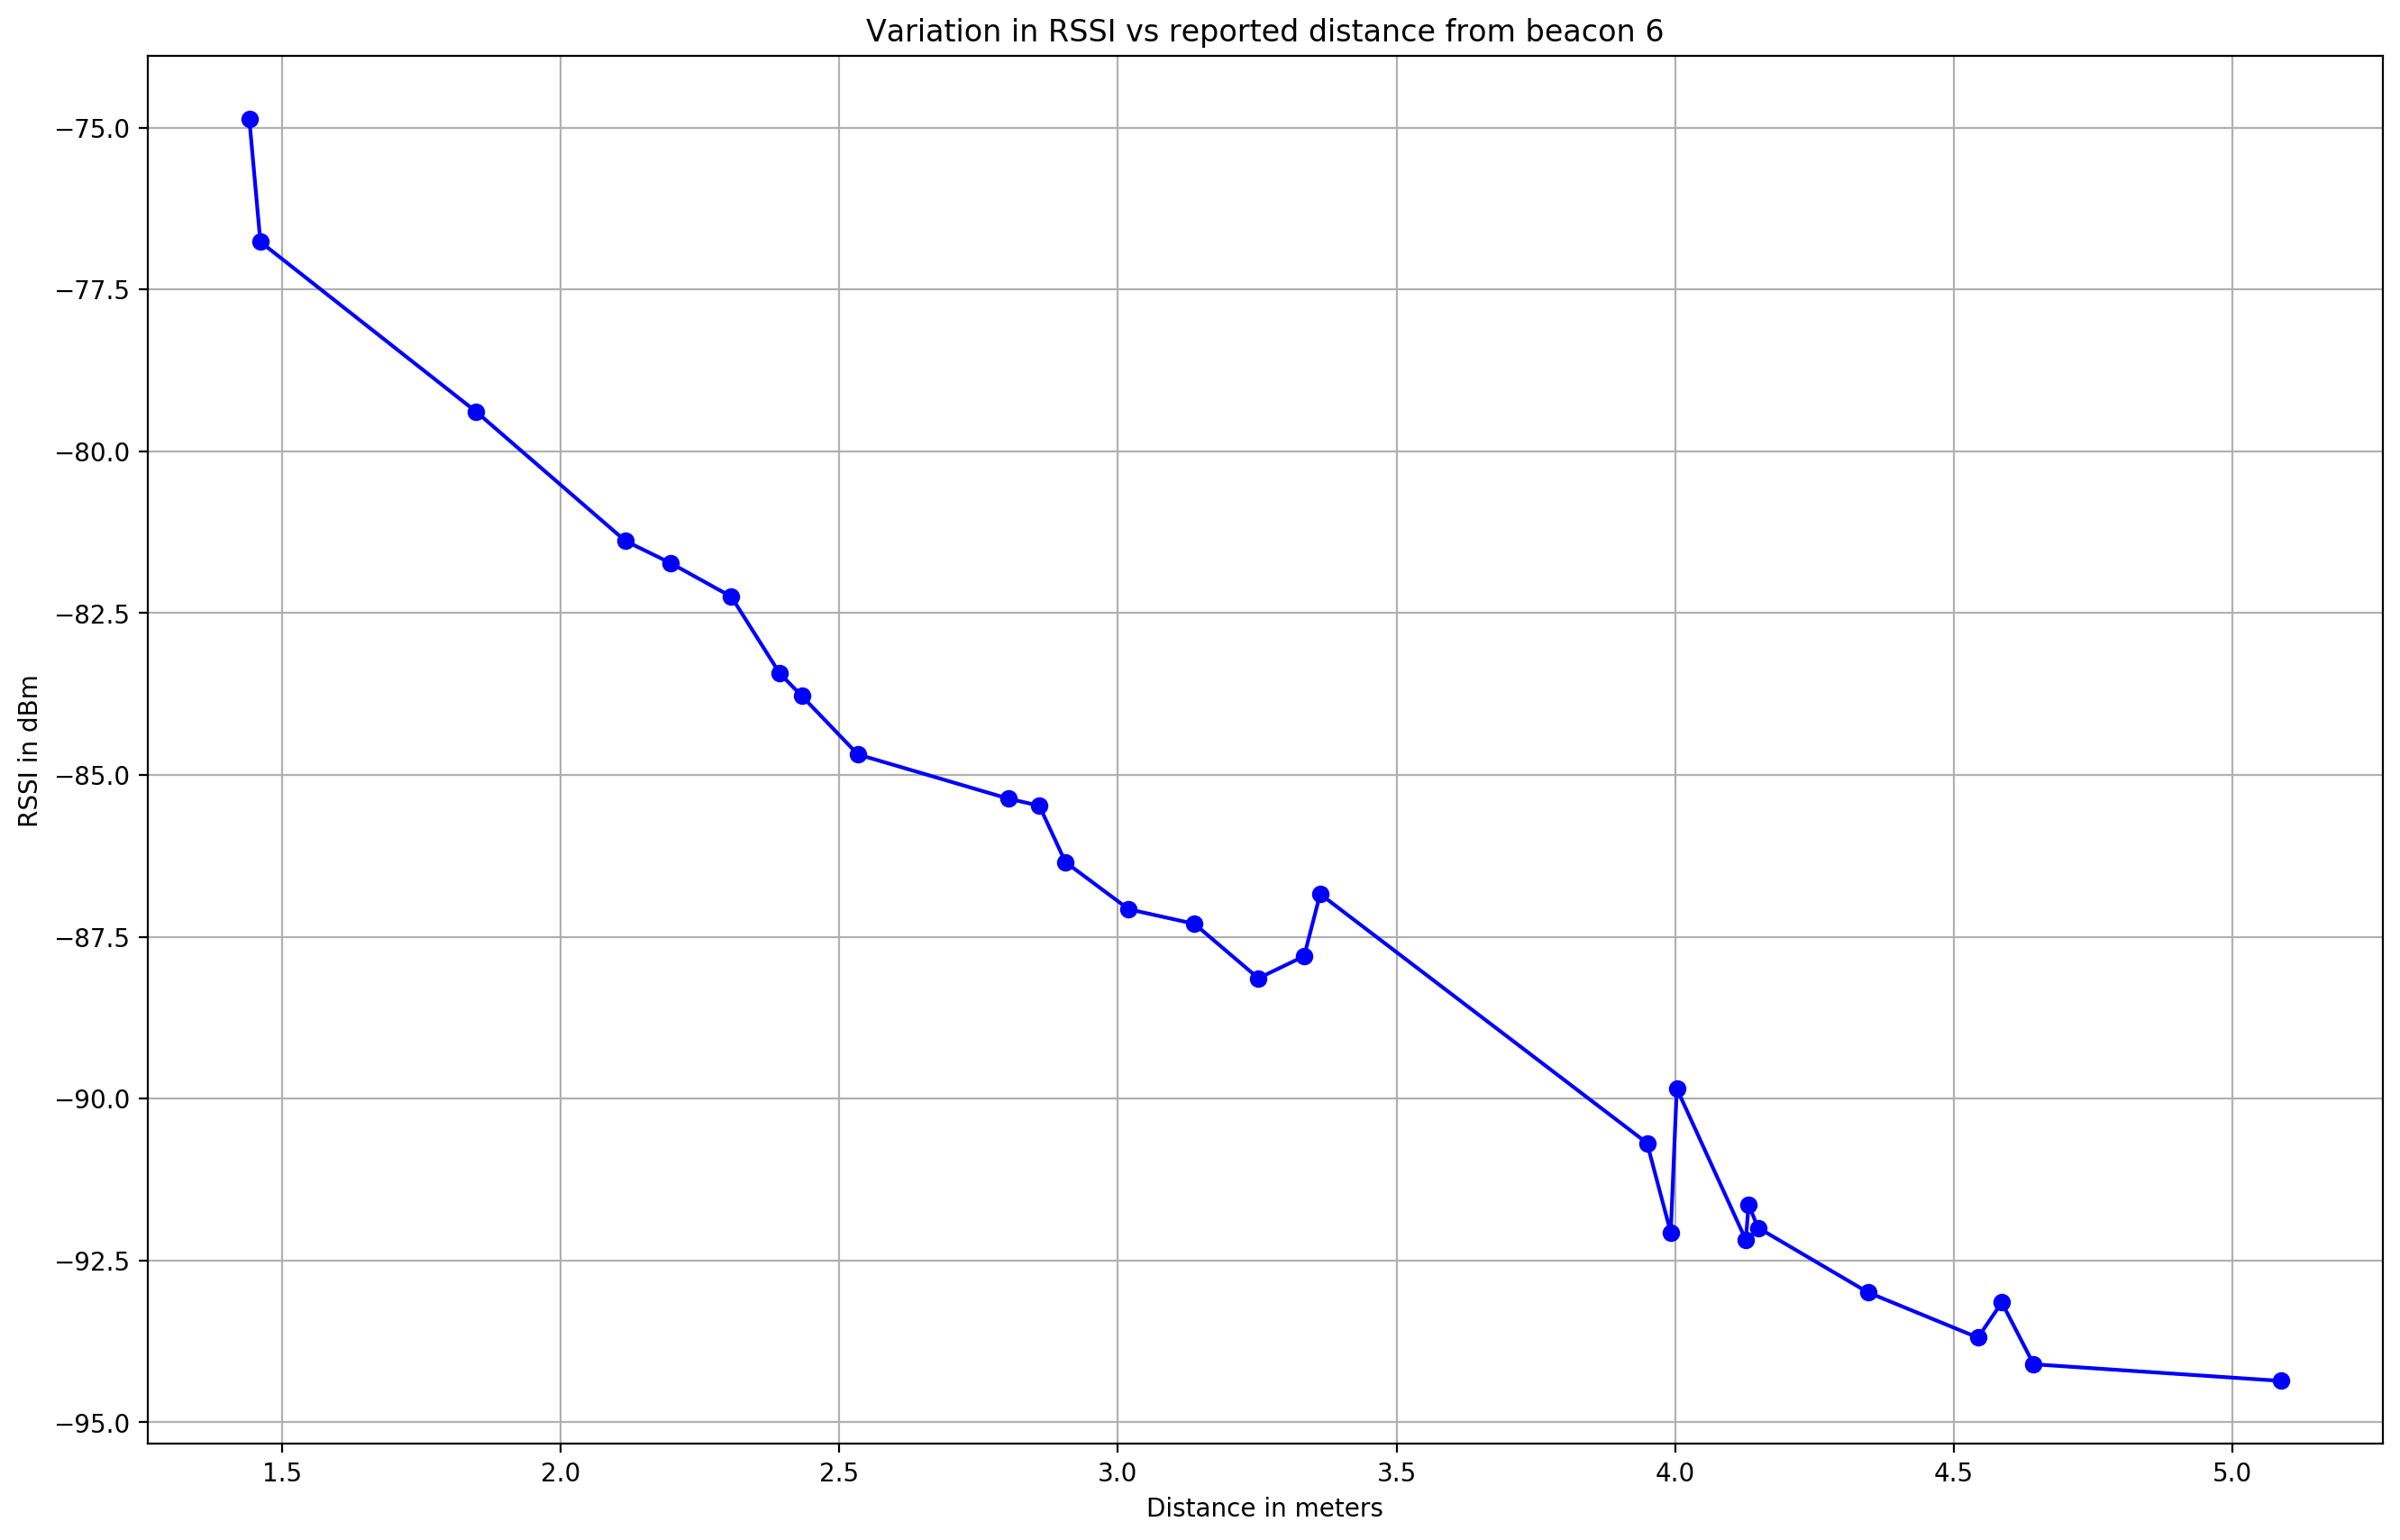 Variation in RSSI vs reported distance from beacon 6
−75.0
−77.5
−80.0
−82.5
−85.0
−87.5
−90.0
−92.5
−95.0
RSSI in dBm
1.5 2.0 2.5 3.0 3.5 4.0 4.5 5.0
Distance in meters